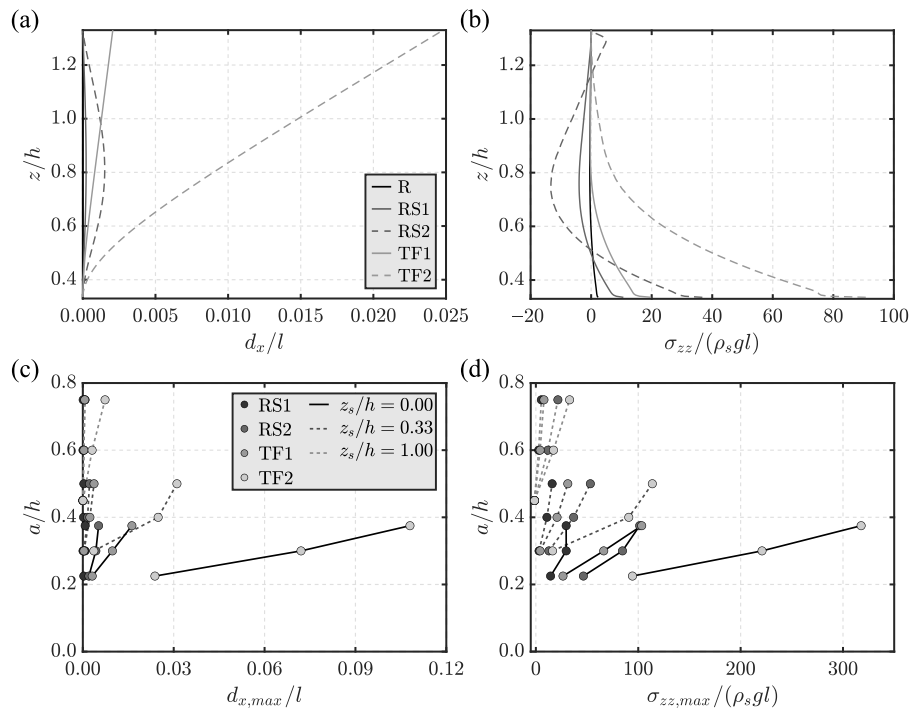 (a)
(b)
1.2
1.0
0.8
0.6
0.4
z/h
R
RS1
RS2
TF1
TF2
0.000 0.005 0.010 0.015 0.020 0.025
d_x/l
1.2
1.0
0.8
0.6
0.4
z/h
−20 0 20 40 60 80 100
σ_zz/(ρ_s gl)
(c)
(d)
0.8
0.6
0.4
0.2
0.0
a/h
RS1 z_s/h = 0.00
RS2 z_s/h = 0.33
TF1 z_s/h = 1.00
TF2
0.00 0.03 0.06 0.09 0.12
d_x,max/l
0.8
0.6
0.4
0.2
0.0
a/h
0 100 200 300
σ_zz,max/(ρ_s gl)